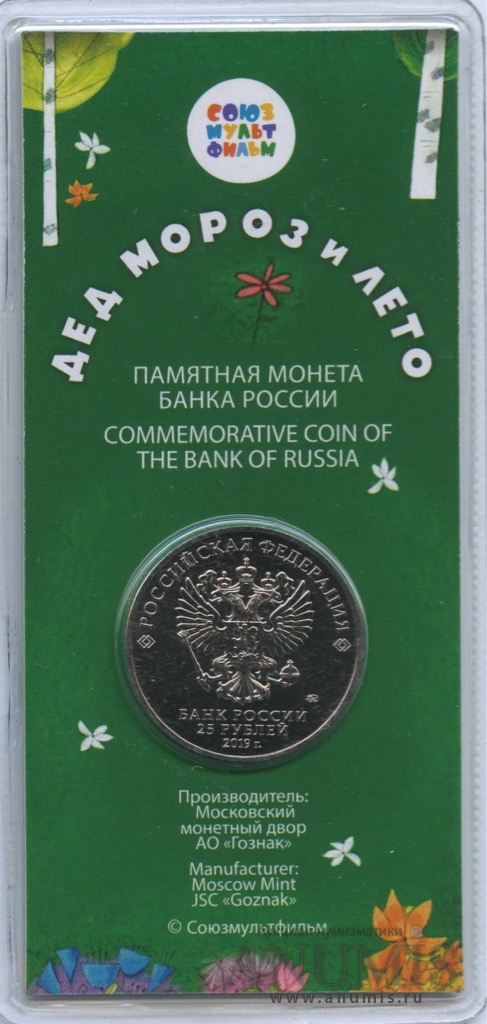 СОЮЗ
МУЛЬТ
ФИЛЬМ
ДЕД МОРОЗ И ЛЕТО
ПАМЯТНАЯ МОНЕТА
БАНКА РОССИИ
COMMEMORATIVE COIN OF
THE BANK OF RUSSIA
РОССИЙСКАЯ ФЕДЕРАЦИЯ
БАНК РОССИИ
25 РУБЛЕЙ
2019 г.
Производитель:
Московский
монетный двор
АО «Гознак»
Manufacturer:
Moscow Mint
JSC «Goznak»
© Союзмультфильм
нумизматики
ANUMIS
www.anumis.ru